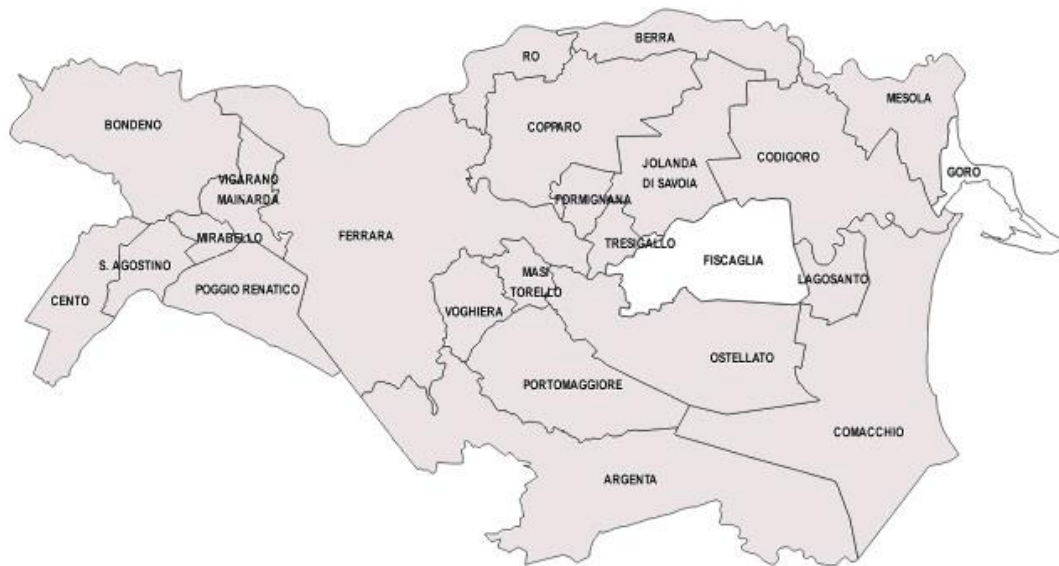 BERRA
RO
MESOLA
BONDENO
COPPARO
CODIGORO
JOLANDA
DI SAVOIA
GORO
VIGARANO
MAINARDA
FORMIGNANA
MIRABELLO
FERRARA
TRESIGALLO
FISCAGLIA
S. AGOSTINO
MASI
TORELLO
LAGOSANTO
POGGIO RENATICO
CENTO
VOGHIERA
OSTELLATO
PORTOMAGGIORE
COMACCHIO
ARGENTA